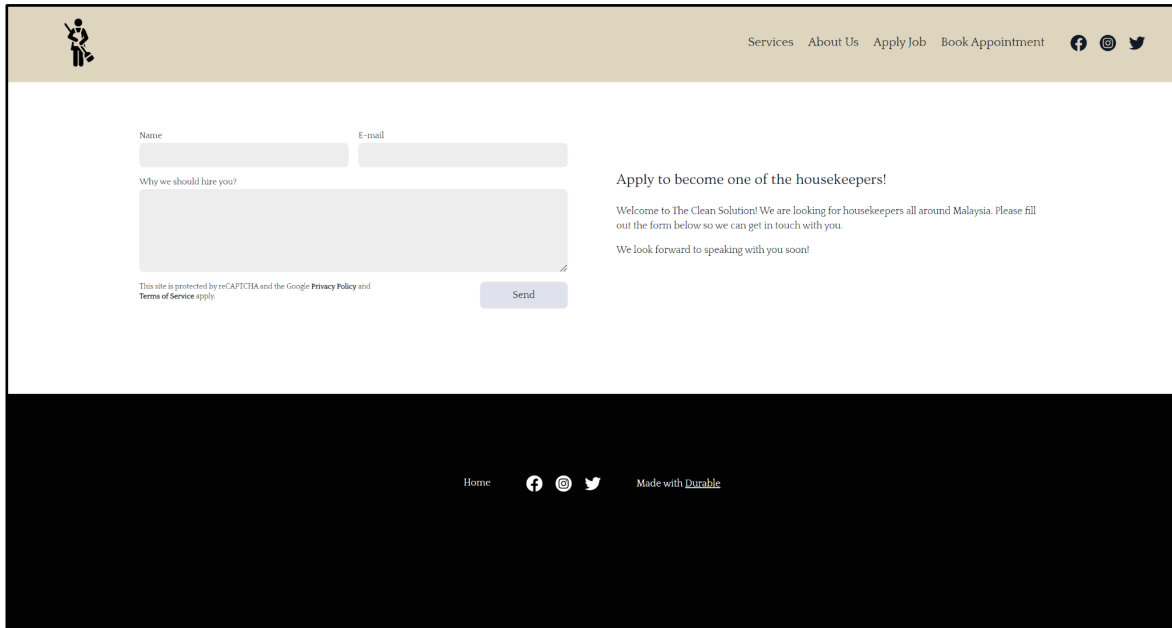 Services About Us Apply Job Book Appointment
Name E-mail
Why we should hire you?
This site is protected by reCAPTCHA and the Google Privacy Policy and
Terms of Service apply.
Send
Apply to become one of the housekeepers!
Welcome to The Clean Solution! We are looking for housekeepers all around Malaysia. Please fill
out the form below so we can get in touch with you.
We look forward to speaking with you soon!
Home Made with Durable